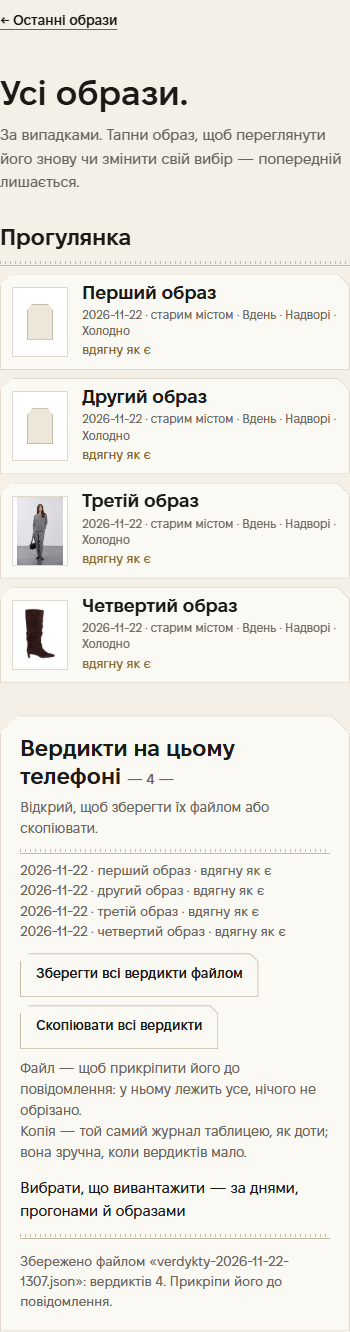 ← Останні образи
Усі образи.
За випадками. Тапни образ, щоб переглянути
його знову чи змінити свій вибір — попередній
лишається.
Прогулянка
Перший образ
2026-11-22 · старим містом · Вдень · Надворі ·
Холодно
вдягну як є
Другий образ
2026-11-22 · старим містом · Вдень · Надворі ·
Холодно
вдягну як є
Третій образ
2026-11-22 · старим містом · Вдень · Надворі ·
Холодно
вдягну як є
Четвертий образ
2026-11-22 · старим містом · Вдень · Надворі ·
Холодно
вдягну як є
Вердикти на цьому
телефоні — 4 —
Відкрий, щоб зберегти їх файлом або
скопіювати.
2026-11-22 · перший образ · вдягну як є
2026-11-22 · другий образ · вдягну як є
2026-11-22 · третій образ · вдягну як є
2026-11-22 · четвертий образ · вдягну як є
Зберегти всі вердикти файлом
Скопіювати всі вердикти
Файл — щоб прикріпити його до
повідомлення: у ньому лежить усе, нічого не
обрізано.
Копія — той самий журнал таблицею, як доти;
вона зручна, коли вердиктів мало.
Вибрати, що вивантажити — за днями,
прогонами й образами
Збережено файлом «verdykty-2026-11-22-
1307.json»: вердиктів 4. Прикріпи його до
повідомлення.